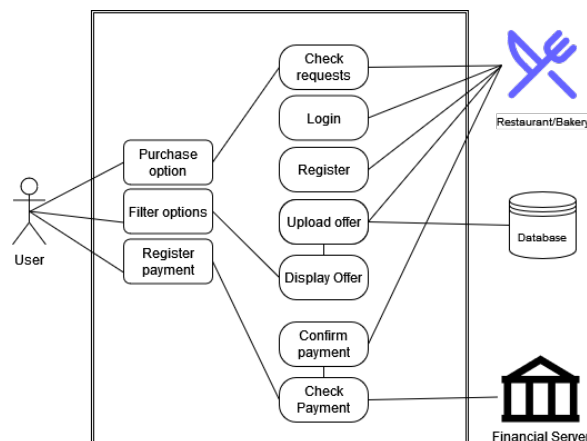 Check
requests
Restaurant/Bakery
Login
Purchase
option
Register
Filter options
Upload offer
Database
User
Register
payment
Display Offer
Confirm
payment
Check
Payment
Financial Server